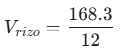 V_{rizo} = \frac{168.3}{12}